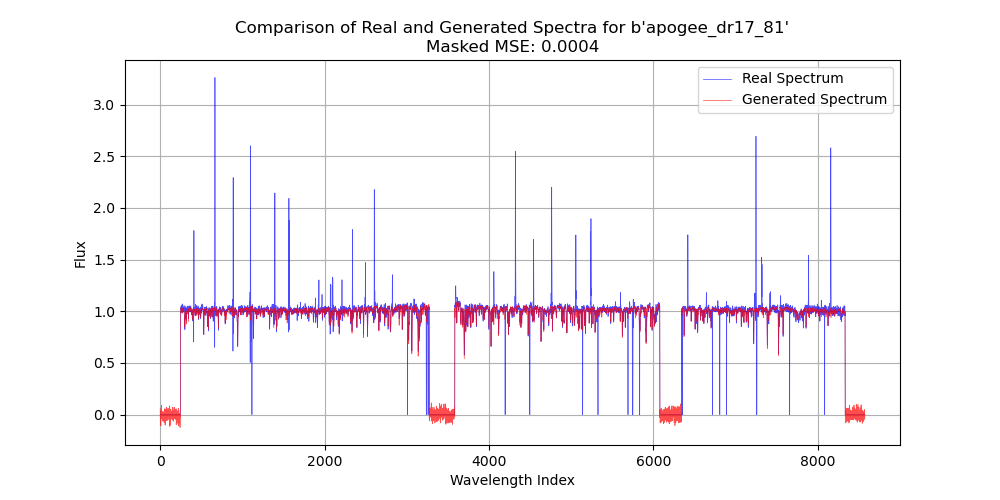 Comparison of Real and Generated Spectra for b'apogee_dr17_81'
Masked MSE: 0.0004
Real Spectrum
Generated Spectrum
3.0
2.5
2.0
1.5
1.0
0.5
0.0
Flux
0 2000 4000 6000 8000
Wavelength Index